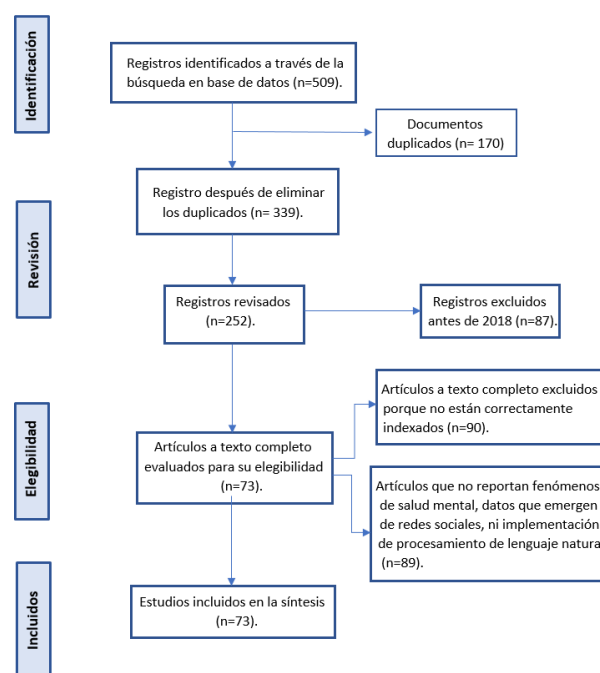 Identificación
Registros identificados a través de la
búsqueda en base de datos (n=509).
Documentos
duplicados (n= 170)
Revisión
Registro después de eliminar
los duplicados (n= 339).
Registros revisados
(n=252).
Registros excluidos
antes de 2018 (n=87).
Elegibilidad
Artículos a texto completo
evaluados para su elegibilidad
(n=73).
Artículos a texto completo excluidos
porque no están correctamente
indexados (n=90).
Artículos que no reportan fenómenos
de salud mental, datos que emergen
de redes sociales, ni implementación
de procesamiento de lenguaje natura
(n=89).
Incluidos
Estudios incluidos en la síntesis
(n=73).